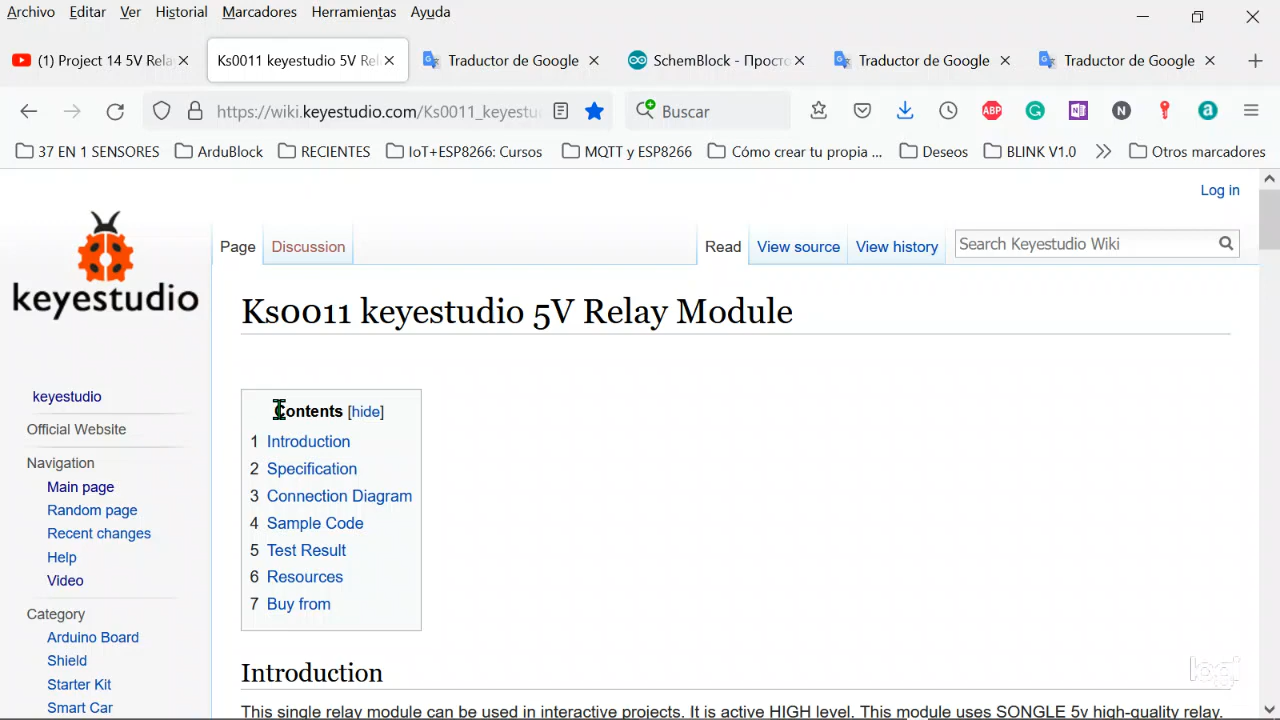 Archivo Editar Ver Historial Marcadores Herramientas Ayuda
(1) Project 14 5V Rela Ks0011 keyestudio 5V Rel Traductor de Google SchemBlock - Просто Traductor de Google Traductor de Google
https://wiki.keyestudio.com/Ks0011_keyestu Buscar ABP N a
37 EN 1 SENSORES ArduBlock RECIENTES IoT+ESP8266: Cursos MQTT y ESP8266 Cómo crear tu propia ... Deseos BLINK V1.0 Otros marcadores
Log in
Page Discussion Read View source View history Search Keyestudio Wiki
keyestudio
Ks0011 keyestudio 5V Relay Module
keyestudio
Official Website
Navigation
Main page
Random page
Recent changes
Help
Video
Category
Arduino Board
Shield
Starter Kit
Smart Car
Contents [hide]
1 Introduction
2 Specification
3 Connection Diagram
4 Sample Code
5 Test Result
6 Resources
7 Buy from
Introduction
This single relay module can be used in interactive projects. It is active HIGH level. This module uses SONGLE 5v high-quality relay.